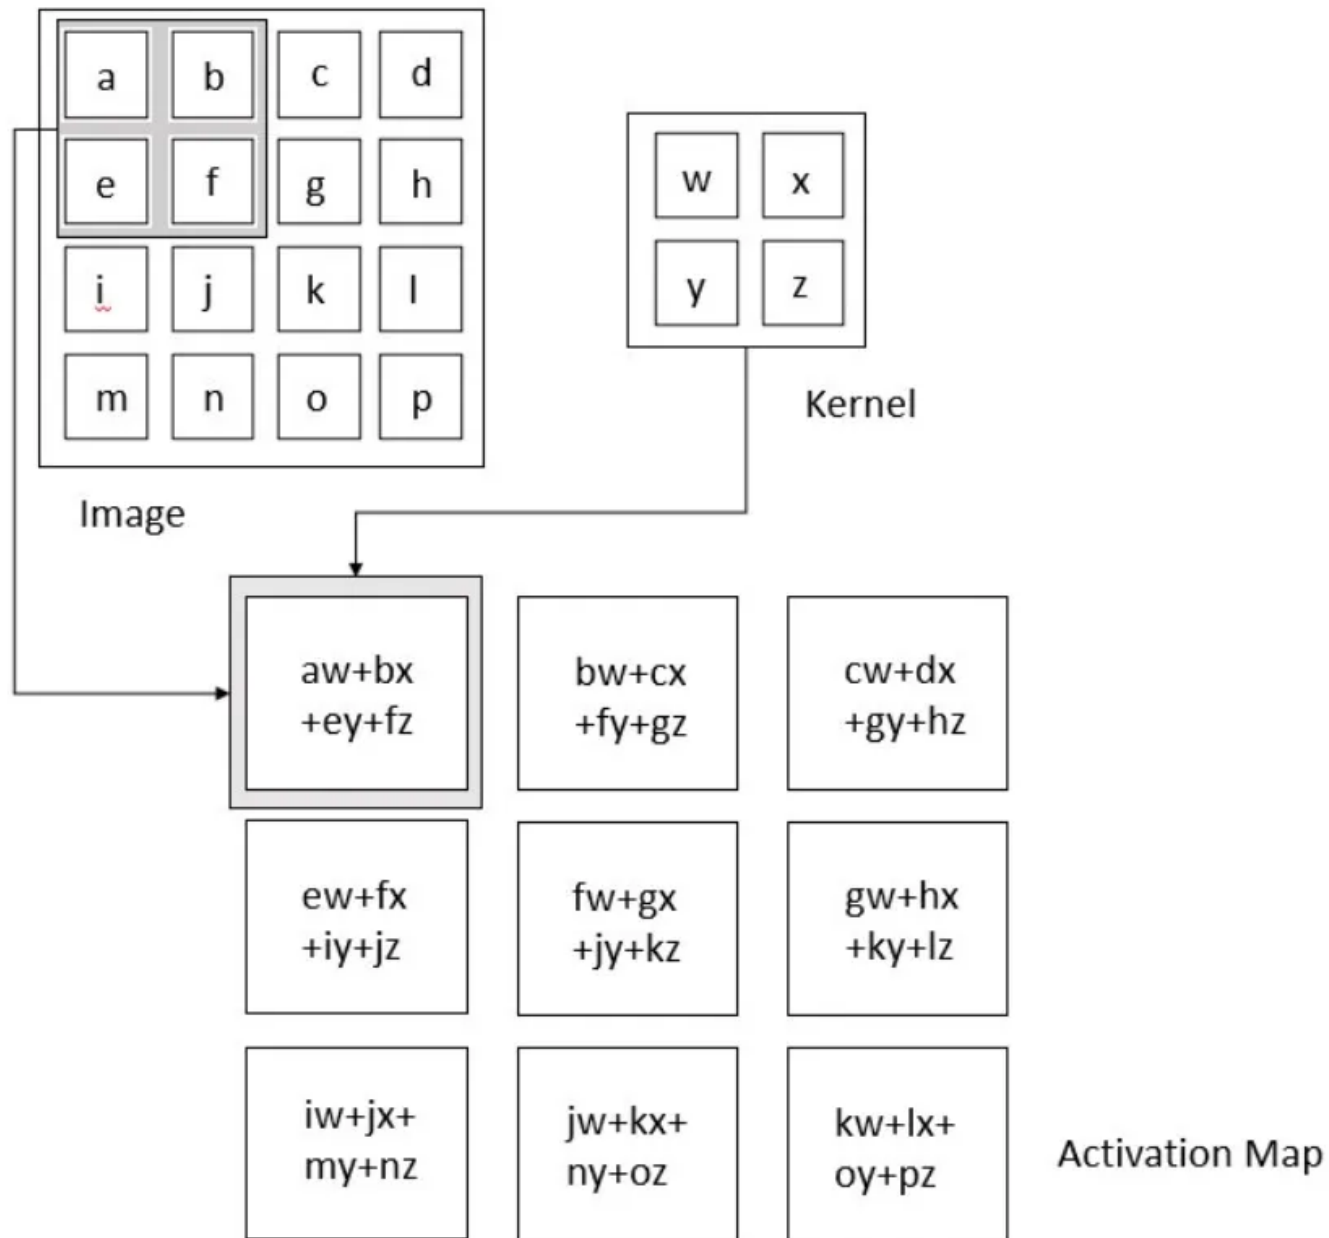 a b c d
w x
e f g h
y z
i j k l
m n o p
Kernel
Image
aw+bx
+ey+fz
bw+cx
+fy+gz
cw+dx
+gy+hz
ew+fx
+iy+jz
fw+gx
+jy+kz
gw+hx
+ky+lz
iw+jx+
my+nz
jw+kx+
ny+oz
kw+lx+
oy+pz
Activation Map